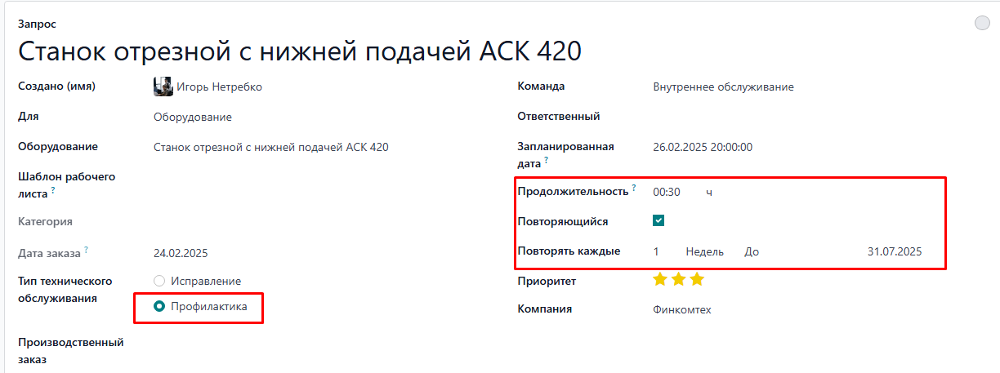 Запрос
Станок отрезной с нижней подачей АСК 420
Создано (имя)
Игорь Нетребко
Для
Оборудование
Оборудование
Станок отрезной с нижней подачей АСК 420
Шаблон рабочего
листа ?
Категория
Дата заказа ?
24.02.2025
Тип технического
обслуживания
Исправление
Профилактика
Производственный
заказ
Команда
Внутреннее обслуживание
Ответственный
Запланированная
дата ?
26.02.2025 20:00:00
Продолжительность ?
00:30 ч
Повторяющийся
Повторять каждые
1 Недель До 31.07.2025
Приоритет
Компания
Финкомтех